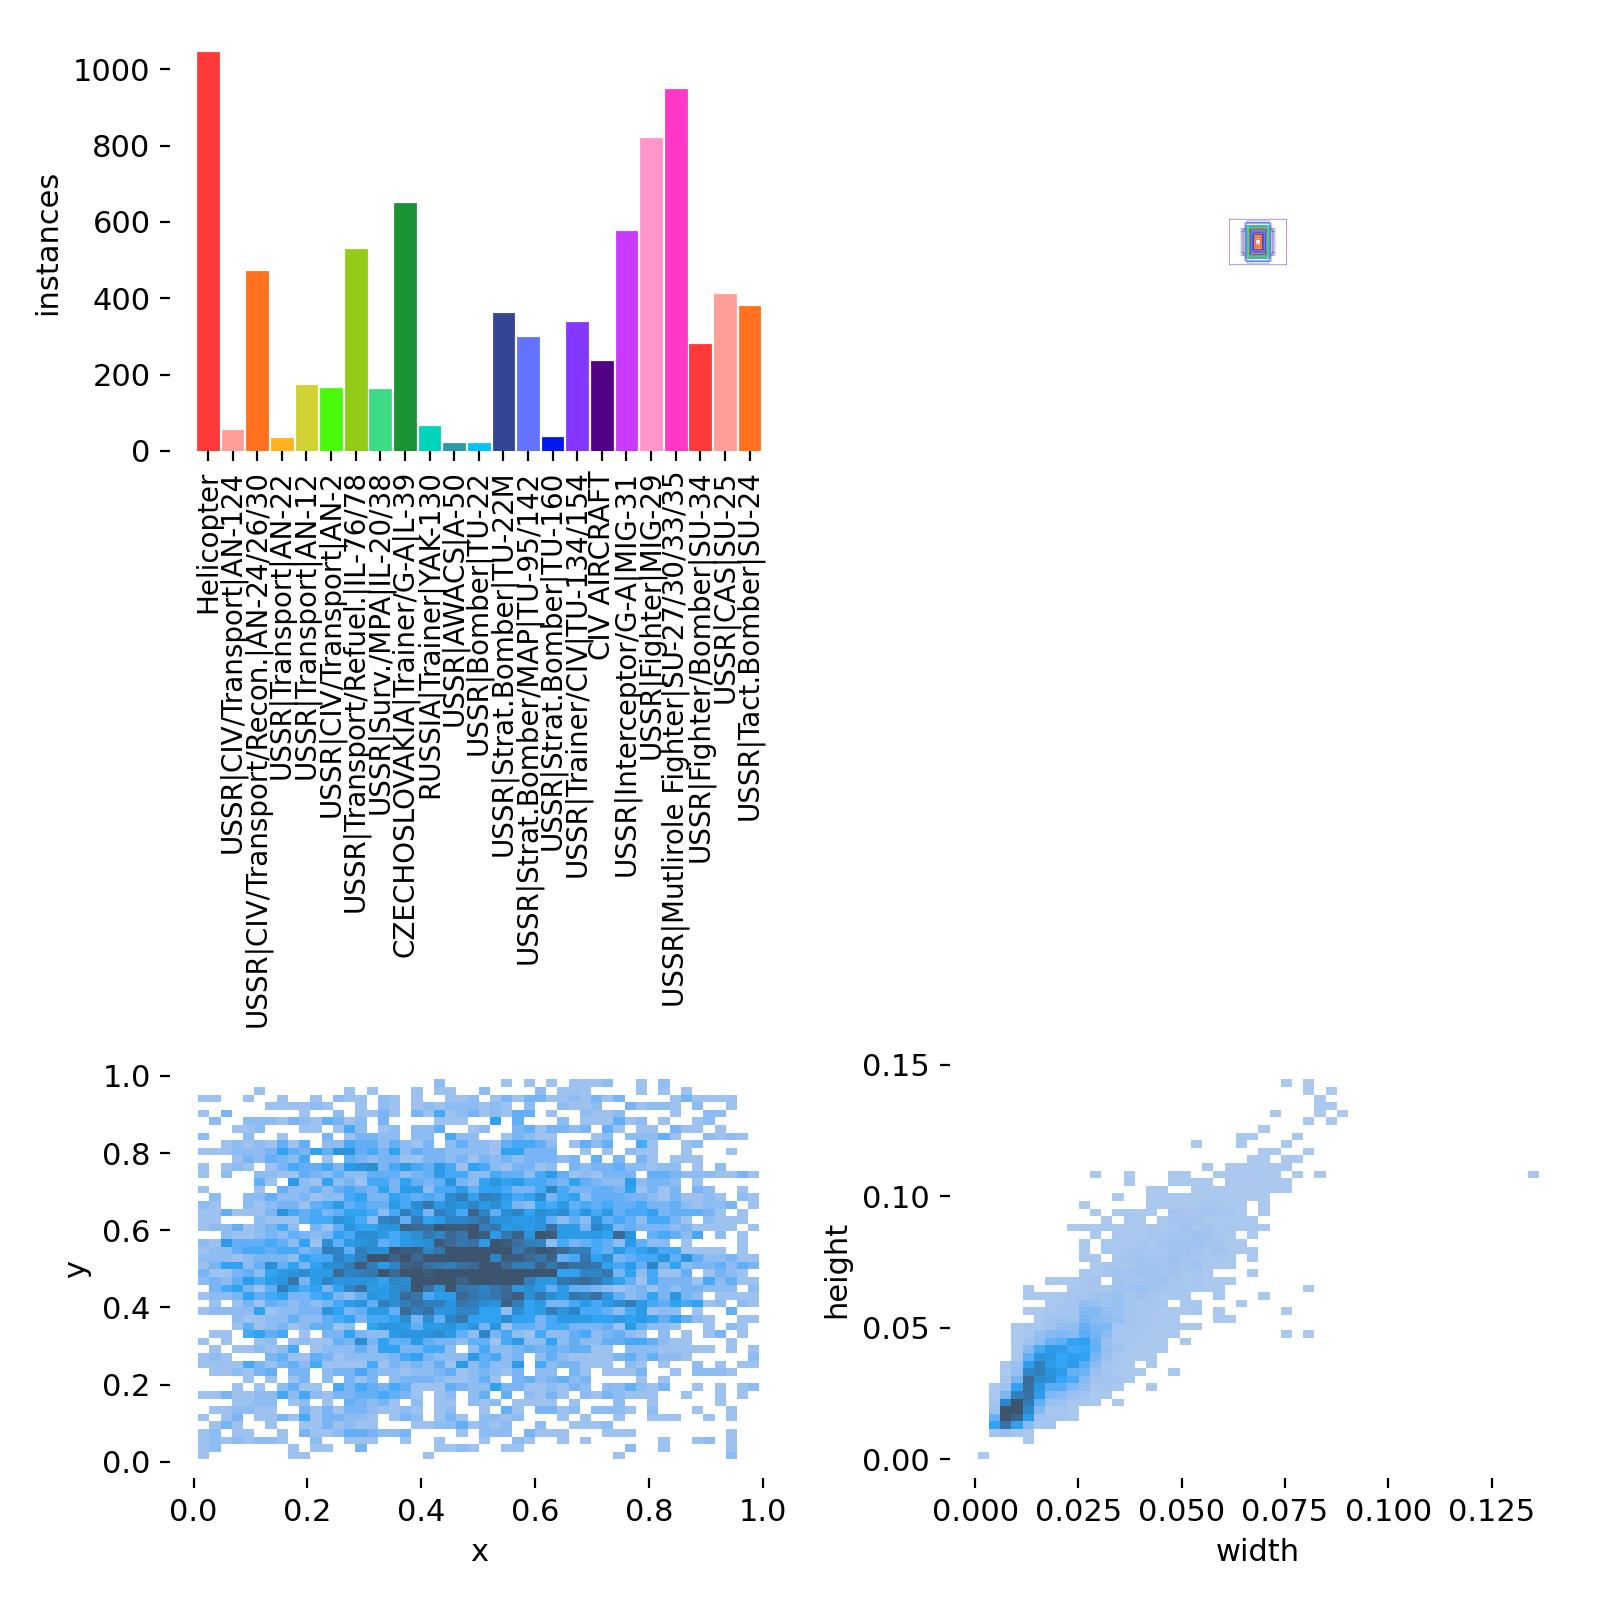 instances
1000
800
600
400
200
0
Helicopter
USSR|CIV/Transport|AN-124
USSR|CIV/Transport/Recon.|AN-24/26/30
USSR|Transport|AN-22
USSR|Transport|AN-12
USSR|CIV/Transport|AN-2
USSR|Transport/Refuel.|IL-76/78
USSR|Surv./MPA|IL-20/38
CZECHOSLOVAKIA|Trainer/G-A|L-39
RUSSIA|Trainer|YAK-130
USSR|AWACS|A-50
USSR|Bomber|TU-22
USSR|Strat.Bomber|TU-22M
USSR|Strat.Bomber/MAP|TU-95/142
USSR|Strat.Bomber|TU-160
USSR|Trainer/CIV|TU-134/154
CIV AIRCRAFT
USSR|Interceptor/G-A|MIG-31
USSR|Fighter|MIG-29
USSR|Mutlirole Fighter|SU-27/30/33/35
USSR|Fighter/Bomber|SU-34
USSR|CAS|SU-25
USSR|Tact.Bomber|SU-24
y
1.0
0.8
0.6
0.4
0.2
0.0
0.0 0.2 0.4 0.6 0.8 1.0
x
height
0.15
0.10
0.05
0.00
0.000 0.025 0.050 0.075 0.100 0.125
width